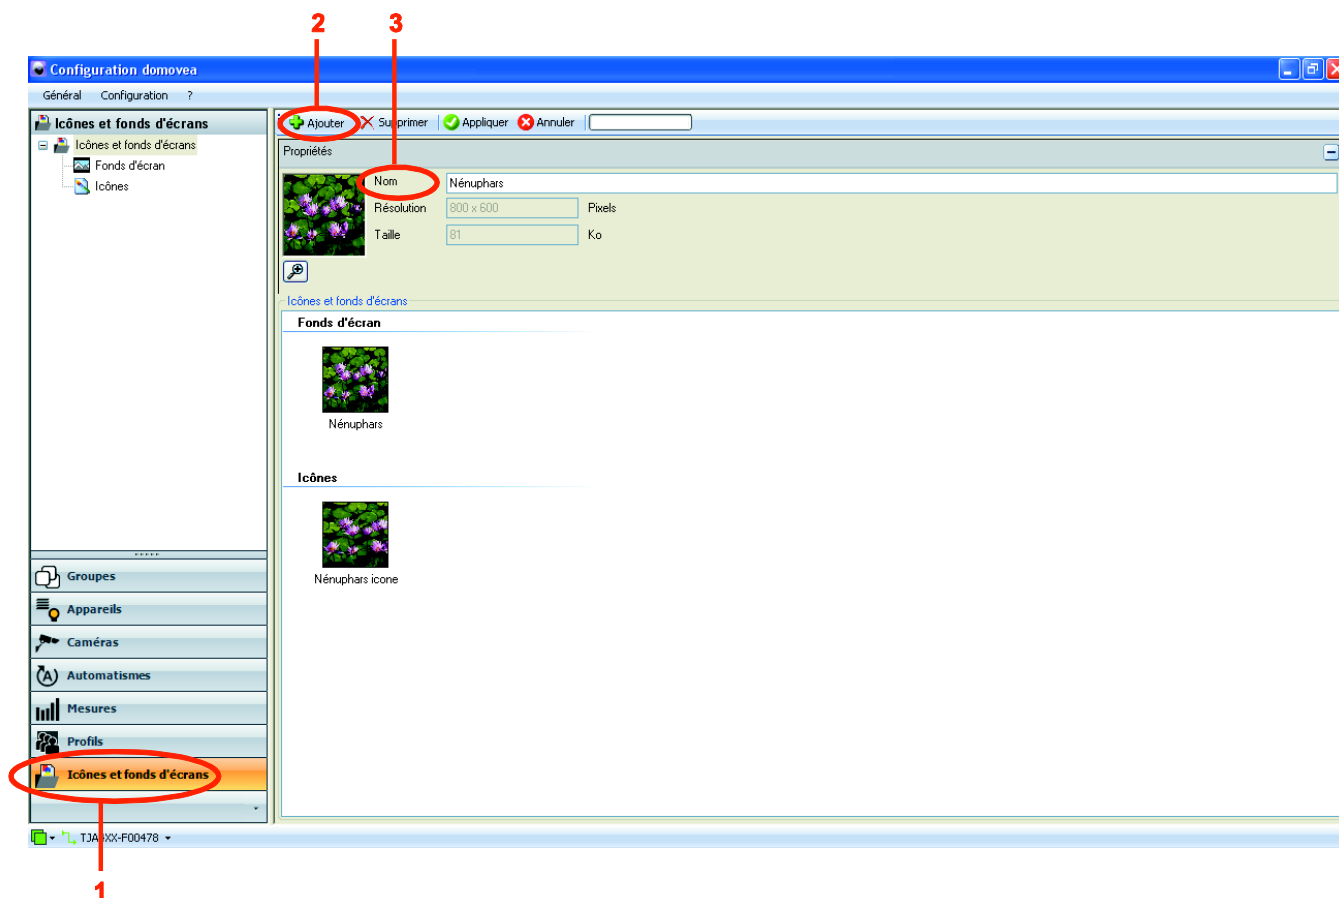 2 3
Configuration domovea
Général Configuration ?
Icônes et fonds d'écrans
Icônes et fonds d'écrans
Fonds d'écran
Icônes
Groupes
Appareils
Caméras
Automatismes
Mesures
Profils
Icônes et fonds d'écrans
Ajouter Supprimer Appliquer Annuler
Propriétés
Nom Nénuphars
Résolution 800 x 600 Pixels
Taille 81 Ko
Icônes et fonds d'écrans
Fonds d'écran
Nénuphars
Icônes
Nénuphars icone
1